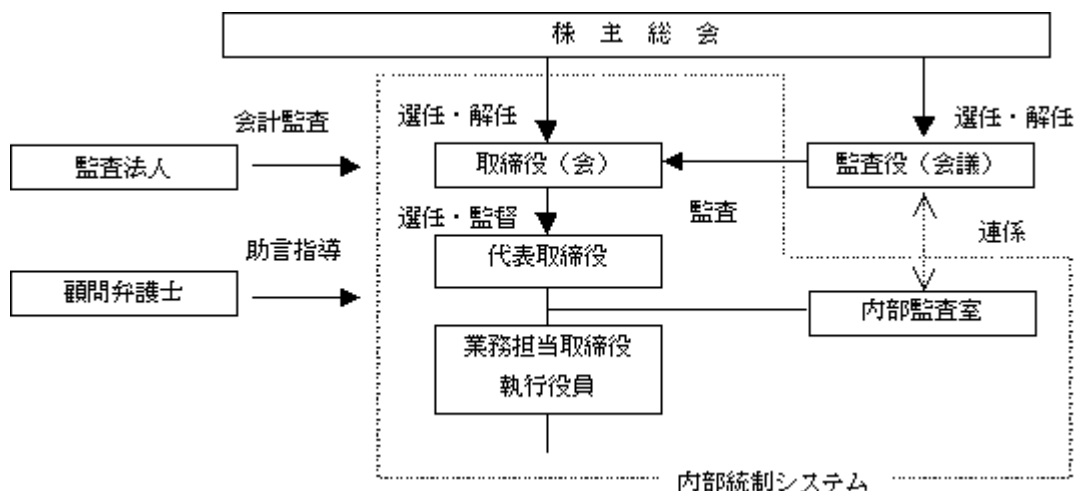 株主総会
選任・解任
選任・解任
会計監査
監査法人
取締役（会）
監査役（会議）
選任・監督
監査
連係
助言指導
代表取締役
顧問弁護士
内部監査室
業務担当取締役
執行役員
内部統制システム